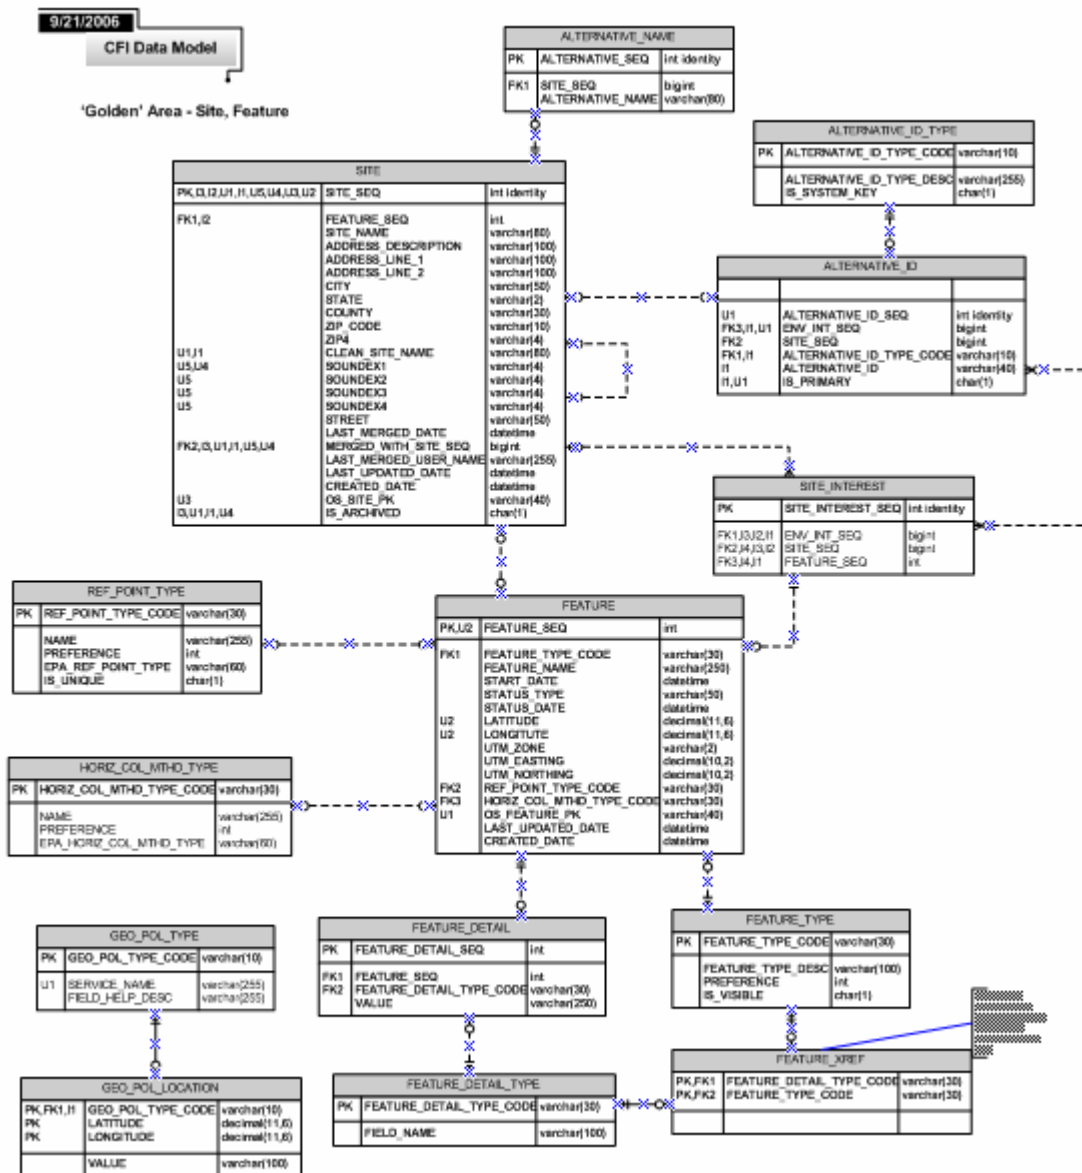 9/21/2006
CFI Data Model
'Golden' Area - Site, Feature
ALTERNATIVE_NAME
PK ALTERNATIVE_SEQ int identity
FK1 SITE_SEQ bigint
ALTERNATIVE_NAME varchar(80)
ALTERNATIVE_ID_TYPE
PK ALTERNATIVE_ID_TYPE_CODE varchar(10)
ALTERNATIVE_ID_TYPE_DESC varchar(255)
IS_SYSTEM_KEY char(1)
SITE
PK,I3,I2,U1,I1,U5,U4,U3,U2 SITE_SEQ int identity
FK1,I2 FEATURE_SEQ int
SITE_NAME varchar(80)
ADDRESS_DESCRIPTION varchar(100)
ADDRESS_LINE_1 varchar(100)
ADDRESS_LINE_2 varchar(100)
CITY varchar(50)
STATE varchar(2)
COUNTY varchar(30)
ZIP_CODE varchar(10)
ZIP4 varchar(4)
U1,I1 CLEAN_SITE_NAME varchar(80)
U5,U4 SOUNDEX1 varchar(4)
U5 SOUNDEX2 varchar(4)
U5 SOUNDEX3 varchar(4)
U5 SOUNDEX4 varchar(4)
STREET varchar(50)
LAST_MERGED_DATE datetime
FK2,I3,U1,I1,U5,U4 MERGED_WITH_SITE_SEQ bigint
LAST_MERGED_USER_NAME varchar(255)
LAST_UPDATED_DATE datetime
CREATED_DATE datetime
U3 OS_SITE_PK varchar(40)
I3,U1,I1,U4 IS_ARCHIVED char(1)
ALTERNATIVE_ID
U1 ALTERNATIVE_ID_SEQ int identity
FK3,I1,U1 ENV_INT_SEQ bigint
FK2 SITE_SEQ bigint
FK1,I1 ALTERNATIVE_ID_TYPE_CODE varchar(10)
I1 ALTERNATIVE_ID varchar(40)
I1,U1 IS_PRIMARY char(1)
SITE_INTEREST
PK SITE_INTEREST_SEQ int identity
FK1,I3,I2,I1 ENV_INT_SEQ bigint
FK2,I4,I3,I2 SITE_SEQ bigint
FK3,I4,I1 FEATURE_SEQ int
REF_POINT_TYPE
PK REF_POINT_TYPE_CODE varchar(30)
NAME varchar(255)
PREFERENCE int
EPA_REF_POINT_TYPE varchar(60)
IS_UNIQUE char(1)
FEATURE
PK,U2 FEATURE_SEQ int
FK1 FEATURE_TYPE_CODE varchar(30)
FEATURE_NAME varchar(250)
START_DATE datetime
STATUS_TYPE varchar(50)
STATUS_DATE datetime
U2 LATITUDE decimal(11,6)
U2 LONGITUTE decimal(11,6)
UTM_ZONE varchar(2)
UTM_EASTING decimal(10,2)
UTM_NORTHING decimal(10,2)
FK2 REF_POINT_TYPE_CODE varchar(30)
FK3 HORIZ_COL_MTHD_TYPE_CODE varchar(30)
U1 OS_FEATURE_PK varchar(40)
LAST_UPDATED_DATE datetime
CREATED_DATE datetime
HORIZ_COL_MTHD_TYPE
PK HORIZ_COL_MTHD_TYPE_CODE varchar(30)
NAME varchar(255)
PREFERENCE int
EPA_HORIZ_COL_MTHD_TYPE varchar(60)
GEO_POL_TYPE
PK GEO_POL_TYPE_CODE varchar(10)
U1 SERVICE_NAME varchar(255)
FIELD_HELP_DESC varchar(255)
FEATURE_DETAIL
PK FEATURE_DETAIL_SEQ int
FK1 FEATURE_SEQ int
FK2 FEATURE_DETAIL_TYPE_CODE varchar(30)
VALUE varchar(250)
FEATURE_TYPE
PK FEATURE_TYPE_CODE varchar(30)
FEATURE_TYPE_DESC varchar(100)
PREFERENCE int
IS_VISIBLE char(1)
GEO_POL_LOCATION
PK,FK1,I1 GEO_POL_TYPE_CODE varchar(10)
PK LATITUDE decimal(11,6)
PK LONGITUDE decimal(11,6)
VALUE varchar(100)
FEATURE_DETAIL_TYPE
PK FEATURE_DETAIL_TYPE_CODE varchar(30)
FIELD_NAME varchar(100)
FEATURE_XREF
PK,FK1 FEATURE_DETAIL_TYPE_CODE varchar(30)
PK,FK2 FEATURE_TYPE_CODE varchar(30)